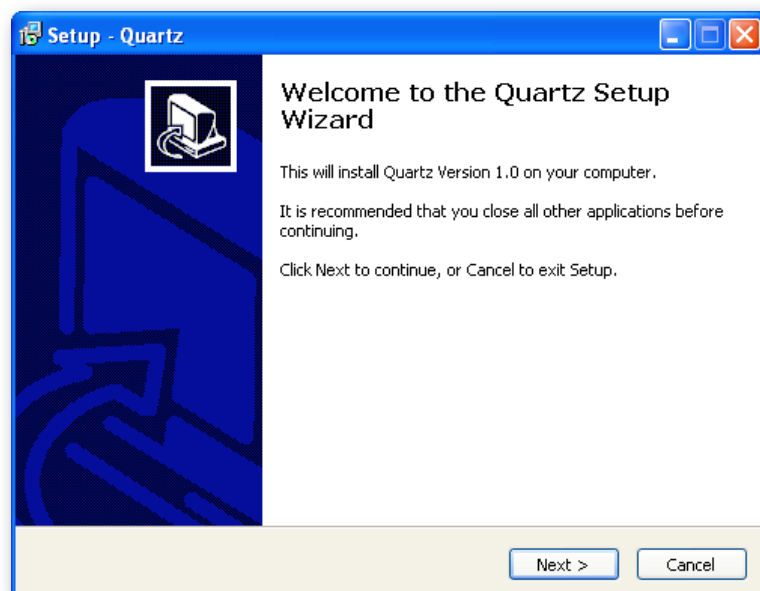 Setup - Quartz
Welcome to the Quartz Setup
Wizard
This will install Quartz Version 1.0 on your computer.
It is recommended that you close all other applications before
continuing.
Click Next to continue, or Cancel to exit Setup.
Next >
Cancel